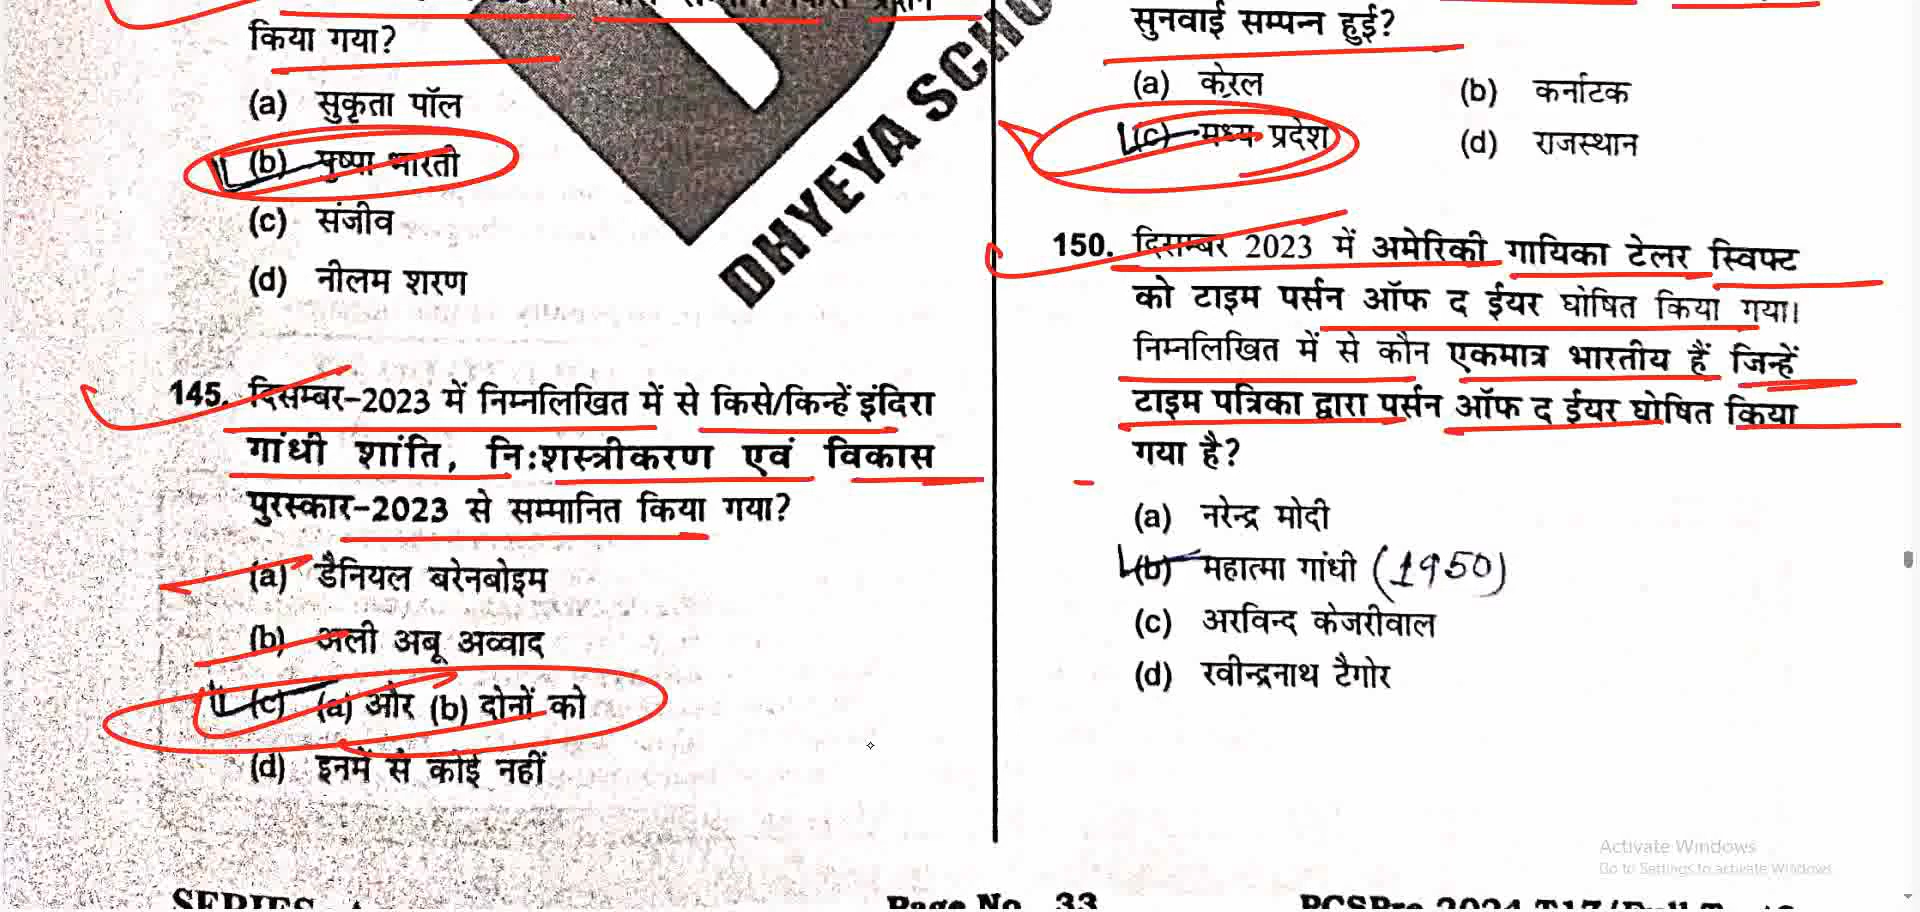 किया गया?
(a) सुकृता पॉल
(b) पुष्पा भारती
(c) संजीव
(d) नीलम शरण
145. दिसम्बर-2023 में निम्नलिखित में से किसे/किन्हें इंदिरा
गांधी शांति, निःशस्त्रीकरण एवं विकास
पुरस्कार-2023 से सम्मानित किया गया?
(a) डैनियल बरेनबोइम
(b) अली अबू अव्वाद
(c) (a) और (b) दोनों को
(d) इनमें से कोई नहीं
DHYEYA SCHO
सुनवाई सम्पन्न हुई?
(a) केरल
(b) कर्नाटक
(c) मध्य प्रदेश
(d) राजस्थान
150. दिसम्बर 2023 में अमेरिकी गायिका टेलर स्विफ्ट
को टाइम पर्सन ऑफ द ईयर घोषित किया गया।
निम्नलिखित में से कौन एकमात्र भारतीय हैं जिन्हें
टाइम पत्रिका द्वारा पर्सन ऑफ द ईयर घोषित किया
गया है?
(a) नरेन्द्र मोदी
(b) महात्मा गांधी (1950)
(c) अरविन्द केजरीवाल
(d) रवीन्द्रनाथ टैगोर
Activate Windows
Go to Settings to activate Windows.
SERIES
Page No. 33